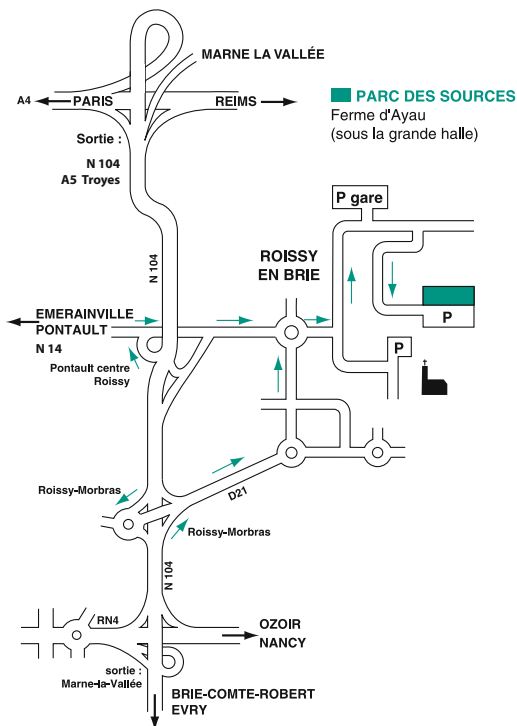 MARNE LA VALLÉE
A4
PARIS
REIMS
PARC DES SOURCES
Ferme d'Ayau
(sous la grande halle)
Sortie :
N 104
A5 Troyes
P gare
N 104
ROISSY
EN BRIE
EMERAINVILLE
PONTAULT
N 14
P
P
Pontault centre
Roissy
Roissy-Morbras
D21
Roissy-Morbras
N 104
RN4
OZOIR
NANCY
sortie :
Marne-la-Vallée
BRIE-COMTE-ROBERT
EVRY